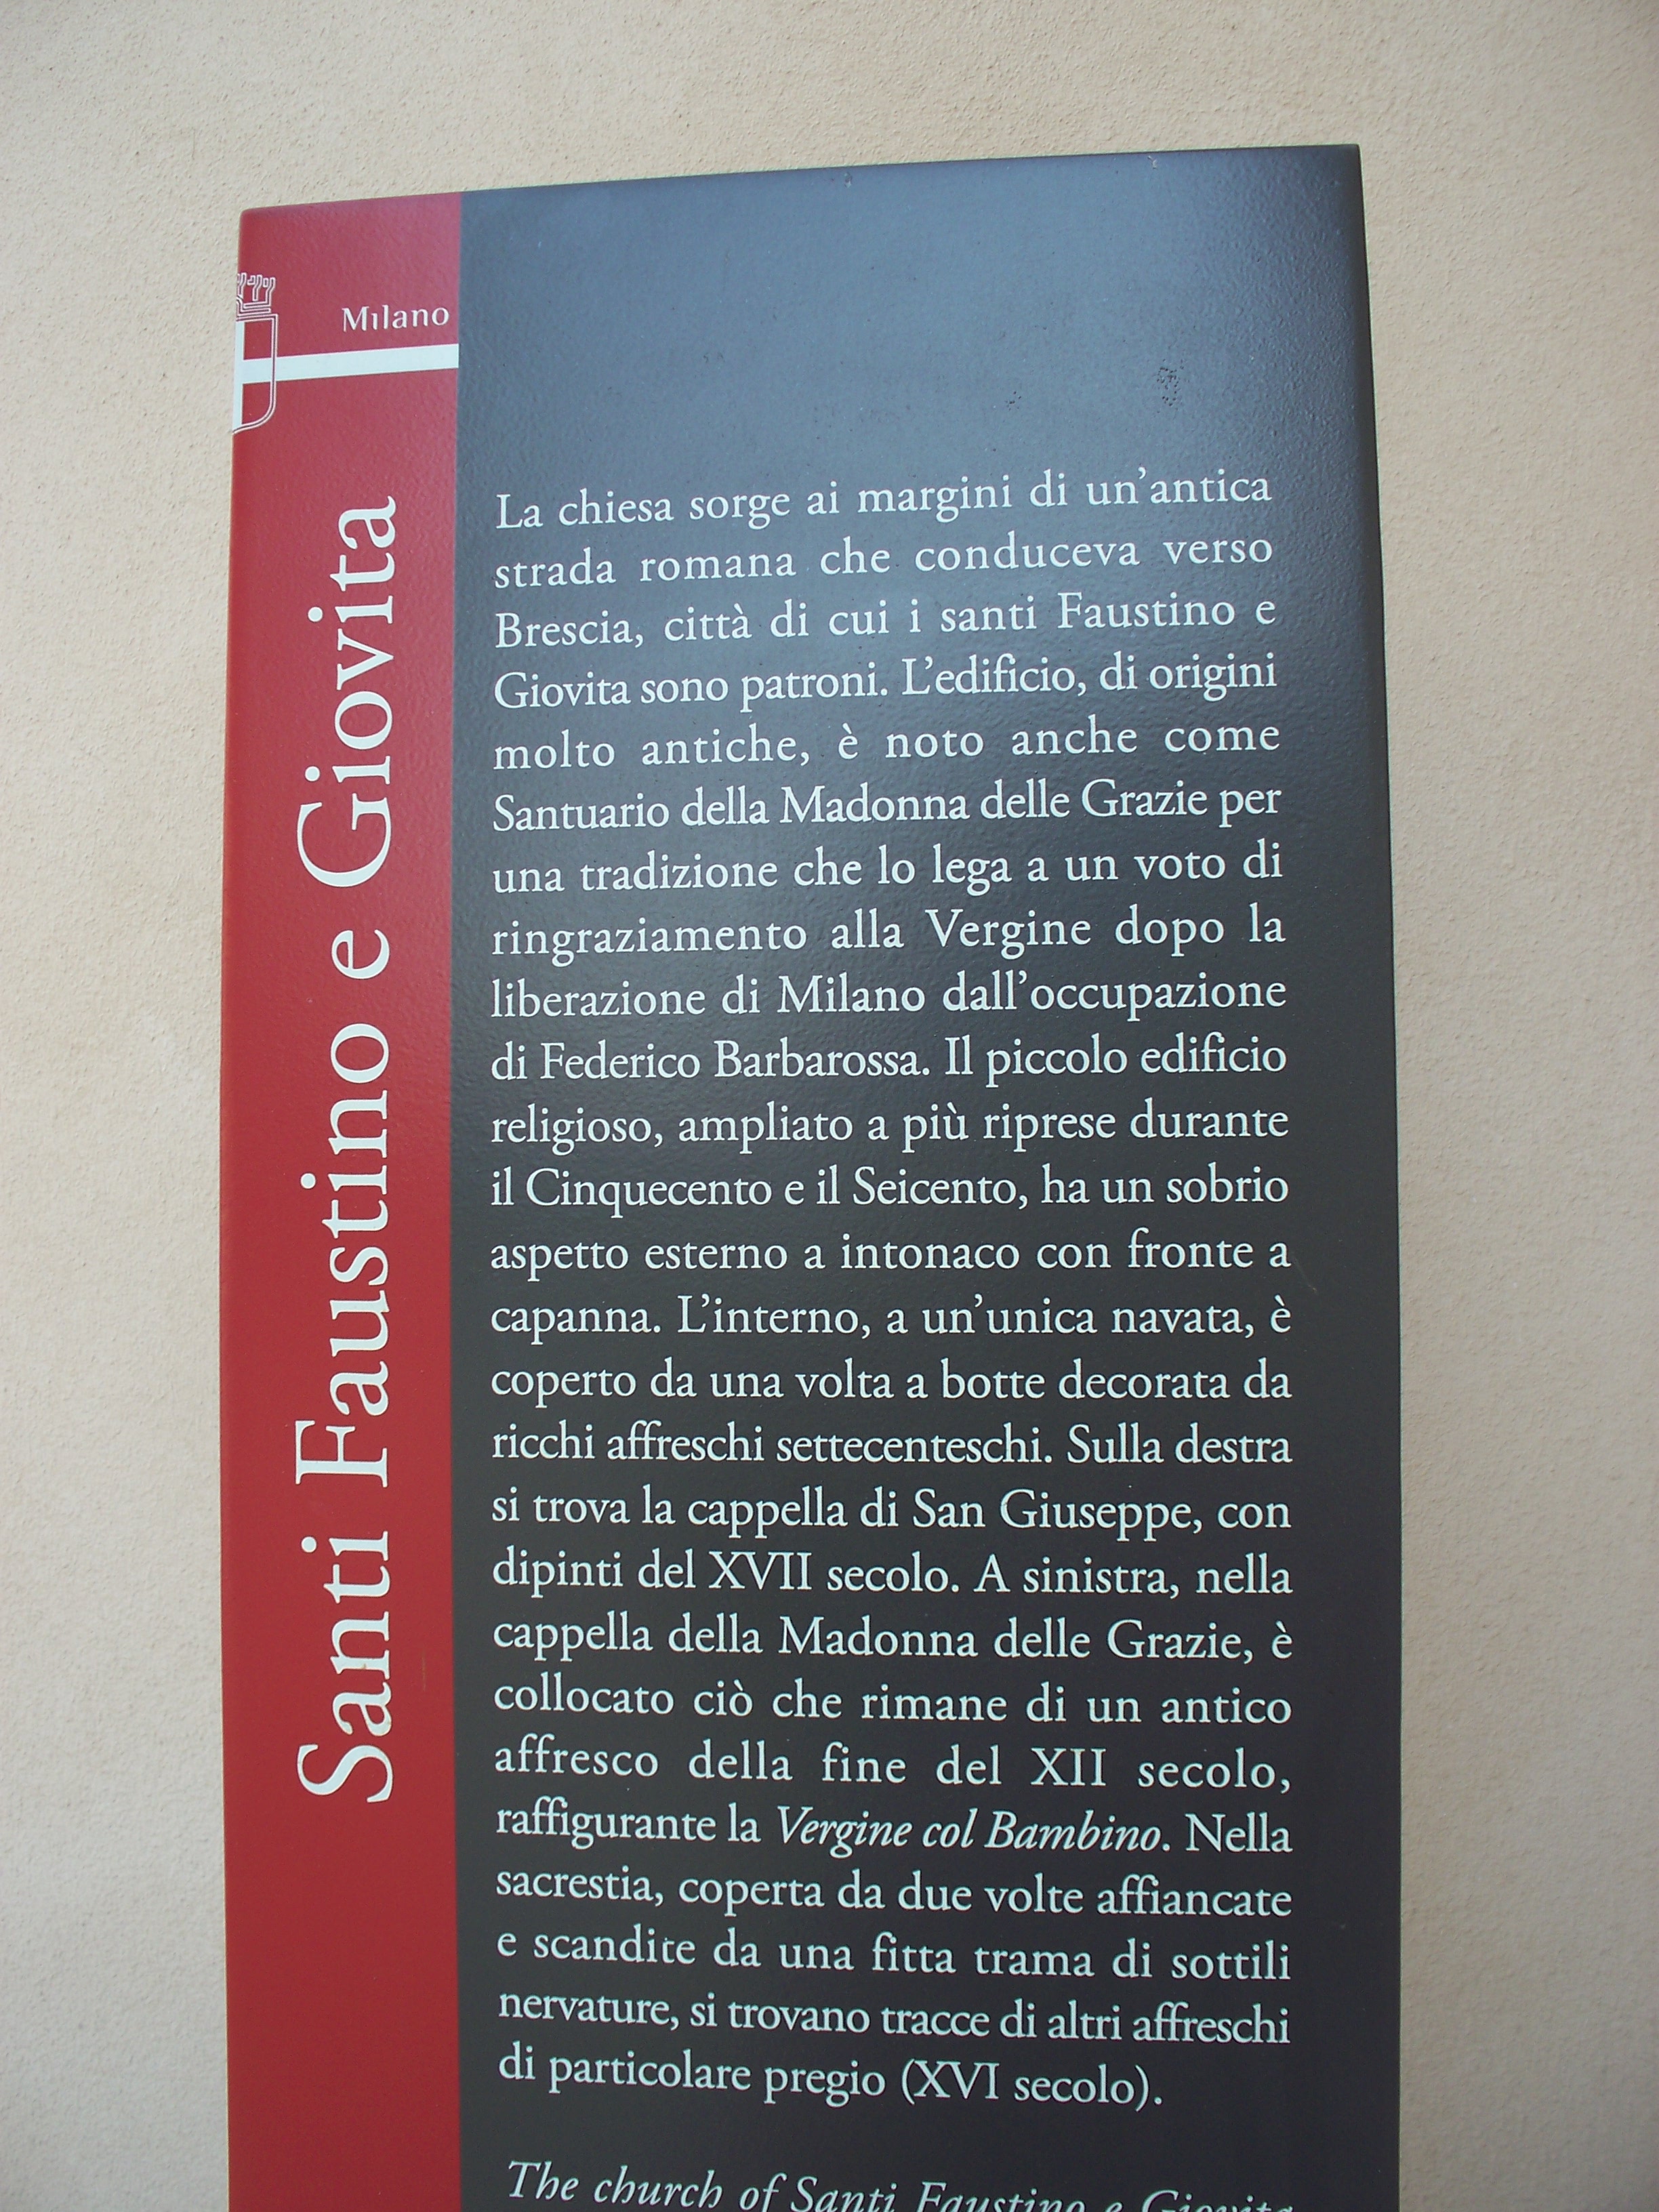 Milano
Santi Faustino e Giovita
La chiesa sorge ai margini di un'antica
strada romana che conduceva verso
Brescia, città di cui i santi Faustino e
Giovita sono patroni. L'edificio, di origini
molto antiche, è noto anche come
Santuario della Madonna delle Grazie per
una tradizione che lo lega a un voto di
ringraziamento alla Vergine dopo la
liberazione di Milano dall'occupazione
di Federico Barbarossa. Il piccolo edificio
religioso, ampliato a più riprese durante
il Cinquecento e il Seicento, ha un sobrio
aspetto esterno a intonaco con fronte a
capanna. L'interno, a un'unica navata, è
coperto da una volta a botte decorata da
ricchi affreschi settecenteschi. Sulla destra
si trova la cappella di San Giuseppe, con
dipinti del XVII secolo. A sinistra, nella
cappella della Madonna delle Grazie, è
collocato ciò che rimane di un antico
affresco della fine del XII secolo,
raffigurante la Vergine col Bambino. Nella
sacrestia, coperta da due volte affiancate
e scandite da una fitta trama di sottili
nervature, si trovano tracce di altri affreschi
di particolare pregio (XVI secolo).
The church of Santi Faustino e Giovita